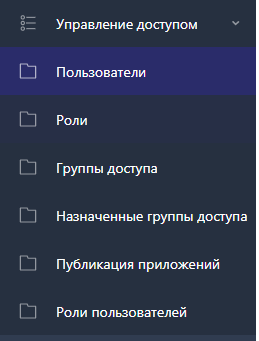 Управление доступом
Пользователи
Роли
Группы доступа
Назначенные группы доступа
Публикация приложений
Роли пользователей